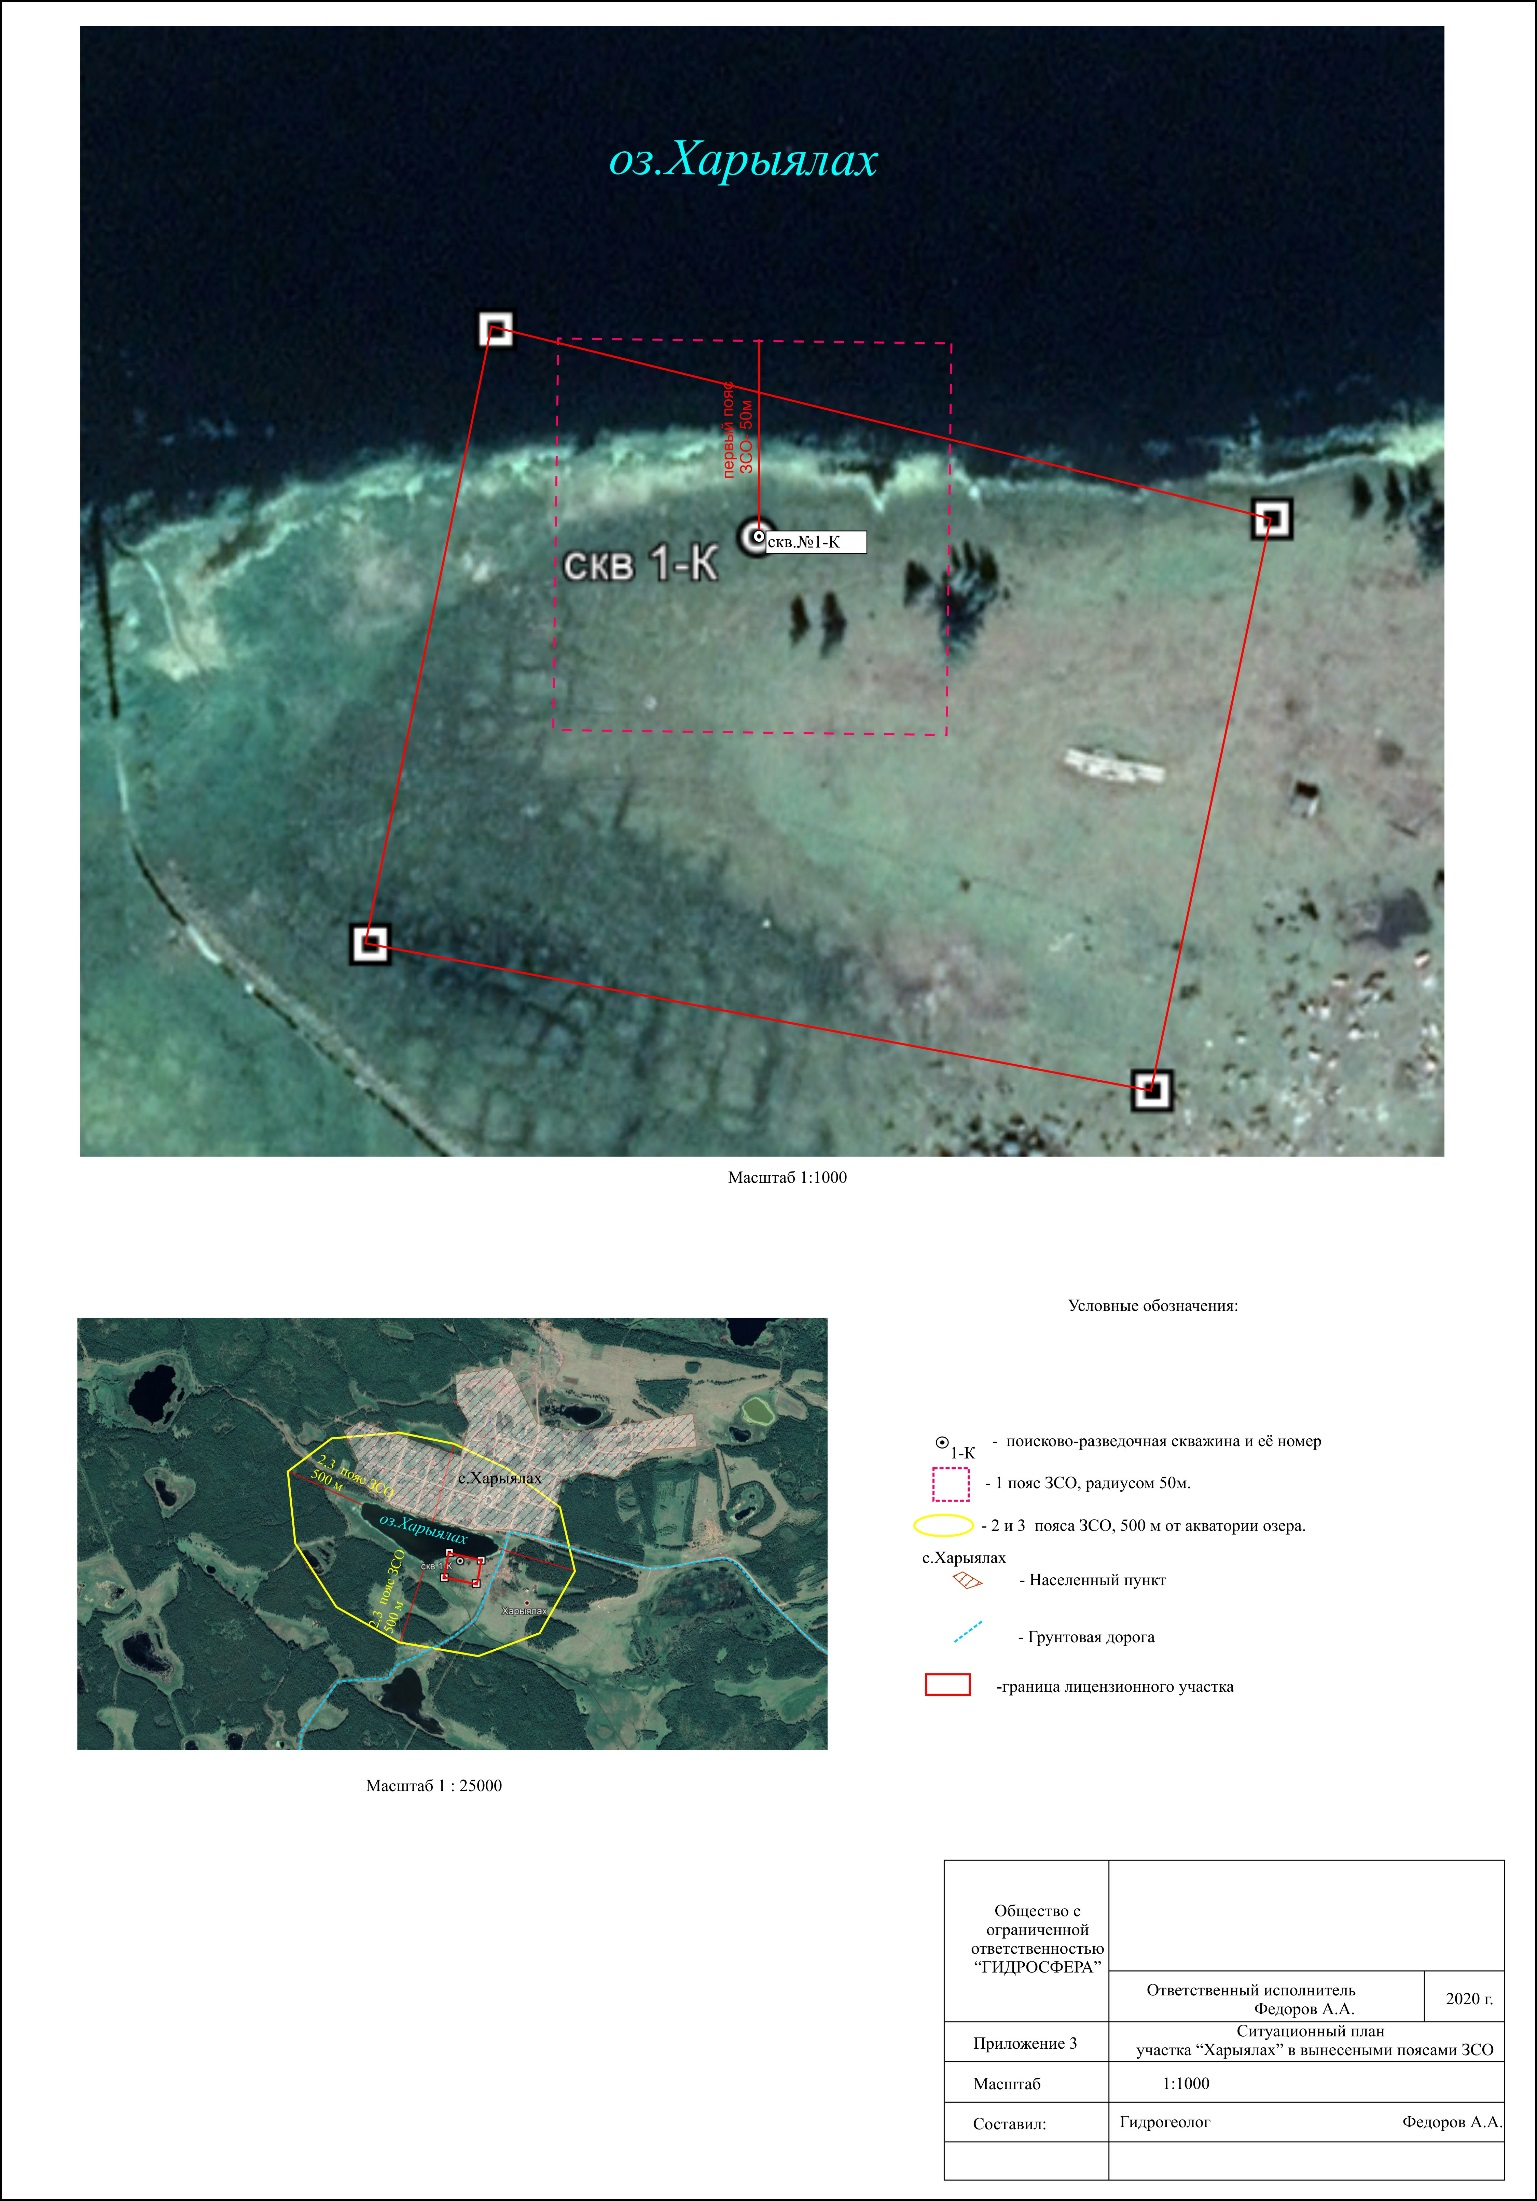 оз.Харыялах
первый пояс
ЗСО 50м
скв.№1-К
скв 1-К
Масштаб 1:1000
Условные обозначения:
1-К - поисково-разведочная скважина и её номер
- 1 пояс ЗСО, радиусом 50м.
- 2 и 3 пояса ЗСО, 500 м от акватории озера.
с.Харыялах
- Населенный пункт
- Грунтовая дорога
-граница лицензионного участка
2,3 пояс ЗСО
500 м
с.Харыялах
оз.Харыялах
скв 1-К
2,3 пояс ЗСО
500 м
Харыялах
Масштаб 1 : 25000
Общество с
ограниченной
ответственностью
“ГИДРОСФЕРА”
Ответственный исполнитель
Федоров А.А.
2020 г.
Приложение 3
Ситуационный план
участка “Харыялах” в вынесеными поясами ЗСО
Масштаб
1:1000
Составил:
Гидрогеолог Федоров А.А.